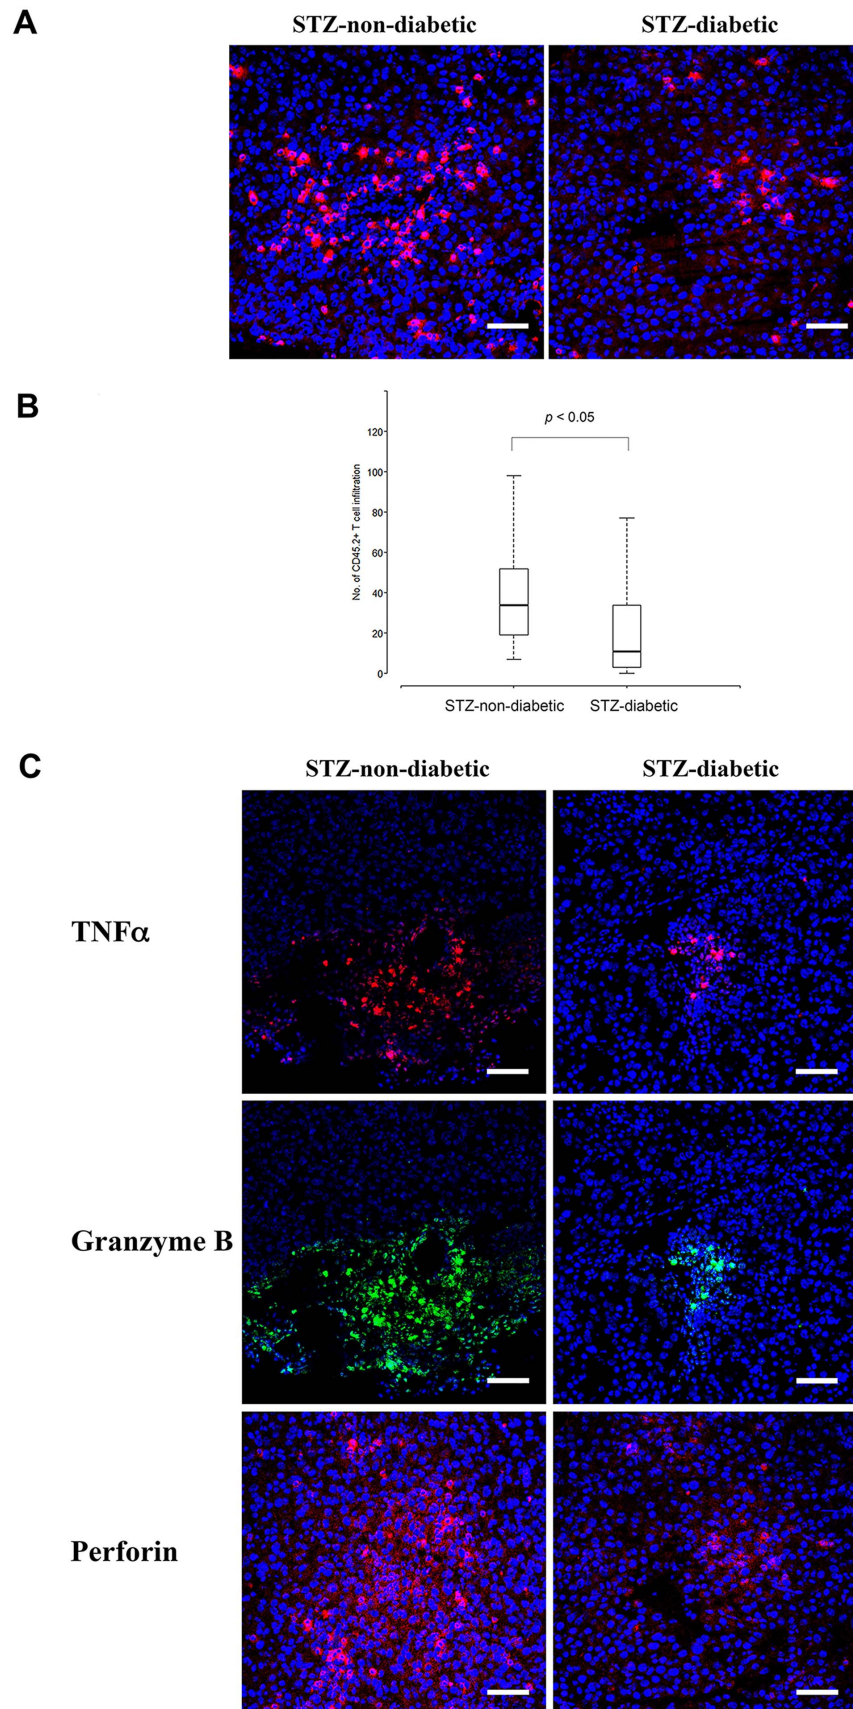 A
STZ-non-diabetic STZ-diabetic
B
p < 0.05
No. of CD45.2+ T cell infiltration
120
100
80
60
40
20
0
STZ-non-diabetic STZ-diabetic
C
STZ-non-diabetic STZ-diabetic
TNFα
Granzyme B
Perforin